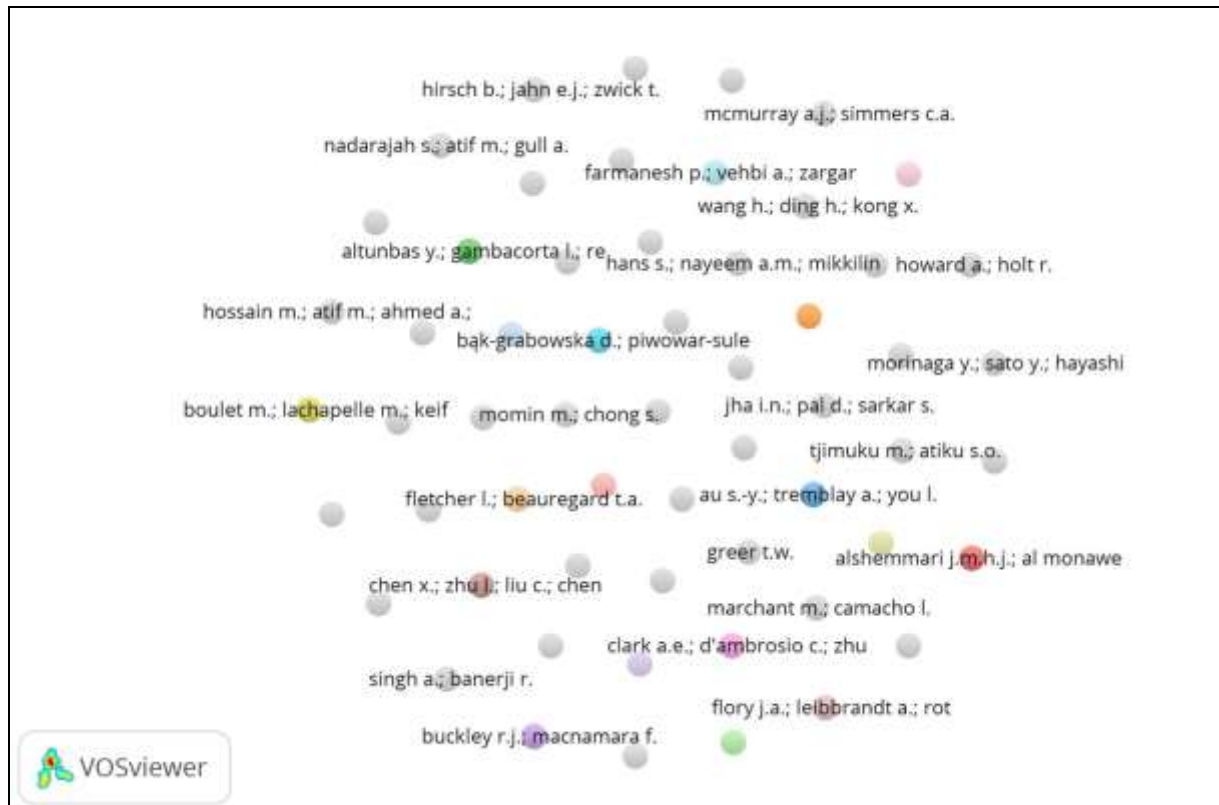 hirsch b.; jahn e.j.; zwick t.
mcmurray a.j.; simmers c.a.
nadarajah s.; atif m.; gull a.
farmanesh p.; vehbi a.; zargar
wang h.; ding h.; kong x.
altunbas y.; gambacorta l.; re
hans s.; nayeem a.m.; mikkilin
howard a.; holt r.
hossain m.; atif m.; ahmed a.;
bąk-grabowska d.; piwowar-sule
morinaga y.; sato y.; hayashi
boulet m.; lachapelle m.; keif
momin m.; chong s.
jha i.n.; pal d.; sarkar s.
tjimuku m.; atiku s.o.
fletcher l.; beauregard t.a.
au s.-y.; tremblay a.; you l.
greer t.w.
alshemmari j.m.h.j.; al monawe
chen x.; zhu l.; liu c.; chen
marchant m.; camacho l.
clark a.e.; d'ambrosio c.; zhu
singh a.; banerji r.
flory j.a.; leibbrandt a.; rot
buckley r.j.; macnamara f.
VOSviewer